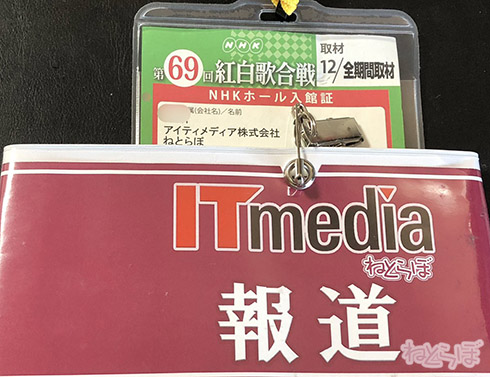 NHK
第69回紅白歌合戦
取材
12/全期間取材
NHKホール入館証
属(会社名)/名前
アイティメディア株式会社
ねとらぼ
ITmedia
ねとらぼ
報道
ねとらぼ